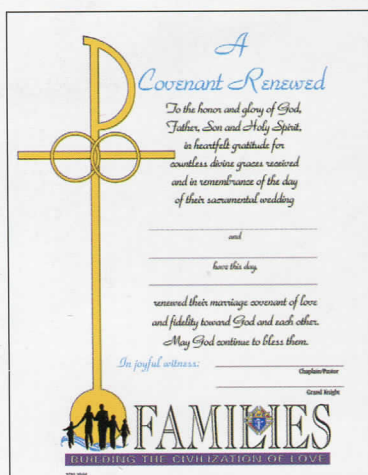 A
Covenant Renewed
To the honor and glory of God,
Father, Son and Holy Spirit,
in heartfelt gratitude for
countless divine graces received
and in remembrance of the day
of their sacramental wedding
and
have this day,
renewed their marriage covenant of love
and fidelity toward God and each other.
May God continue to bless them.
In joyful witness:
Chaplain/Pastor
Grand Knight
FAMILIES
BUILDING THE CIVILIZATION OF LOVE